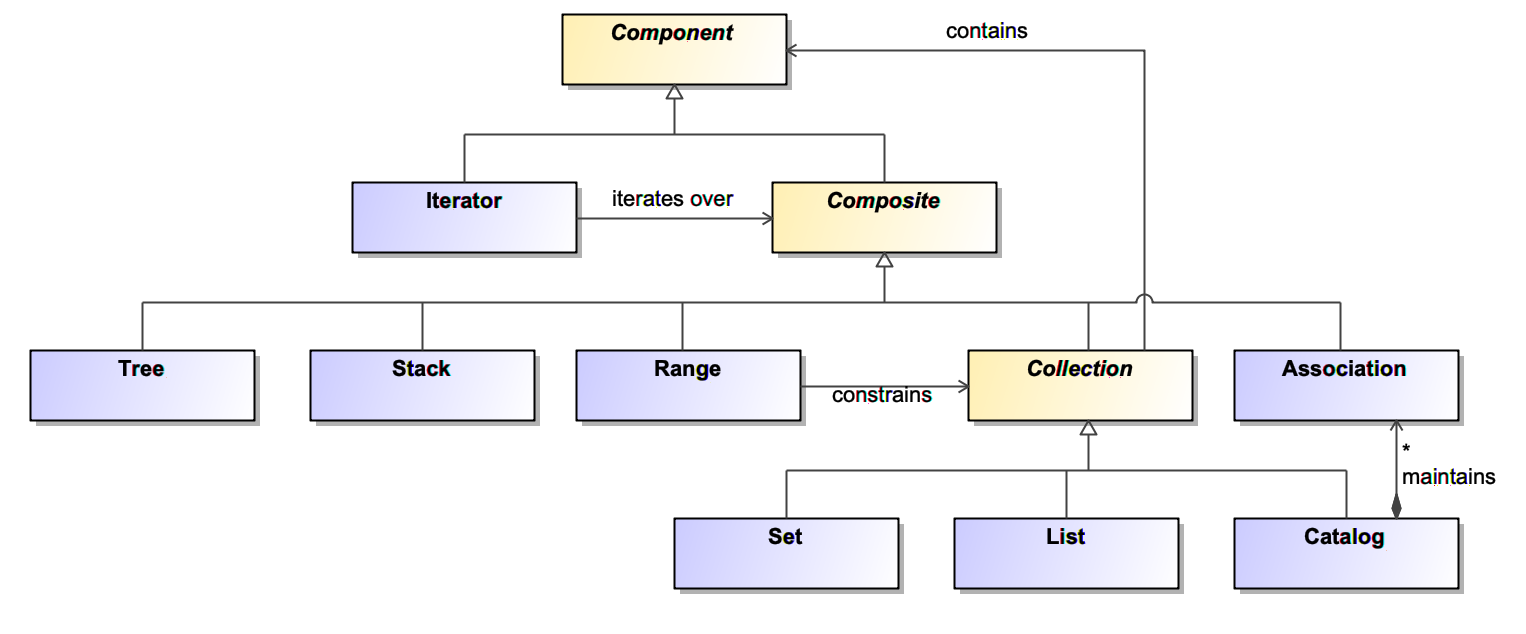 Component
contains
Iterator
iterates over
Composite
Tree
Stack
Range
constrains
Collection
Association
*
maintains
Set
List
Catalog